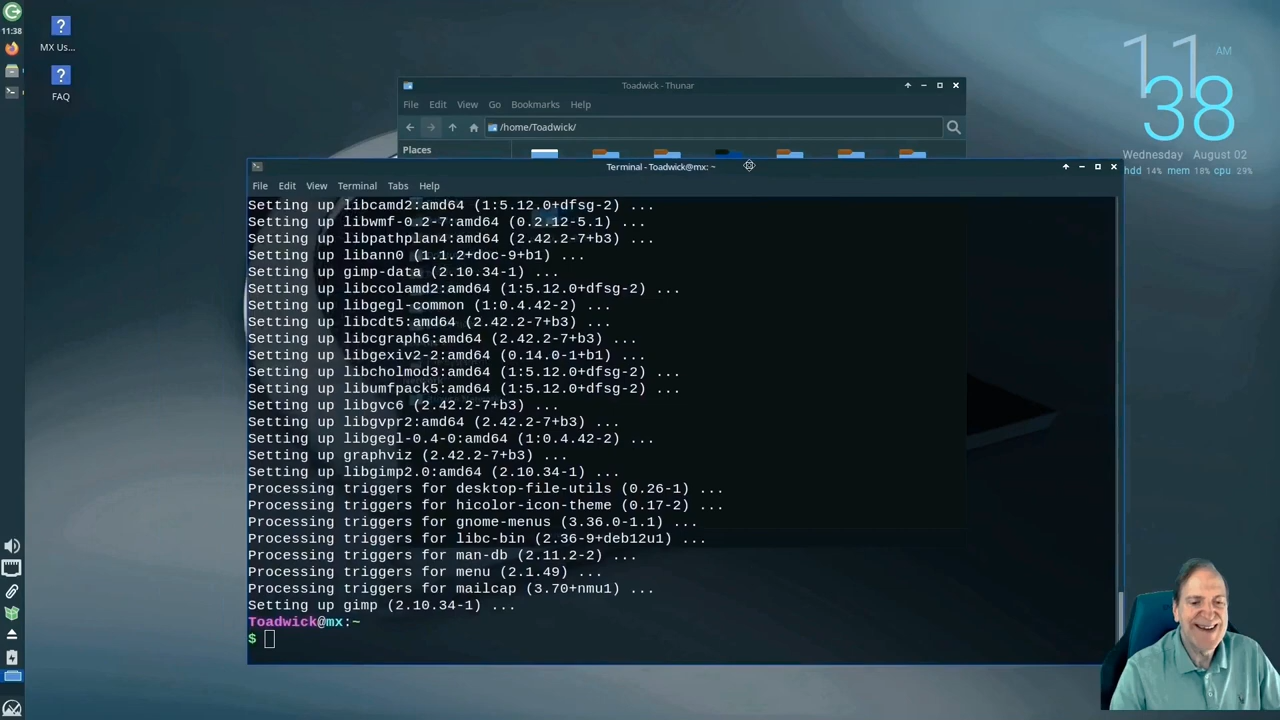 11:38
MX Us...
FAQ
11 AM
38
Wednesday August 02
hdd 14% mem 18% cpu 29%
Toadwick - Thunar
File Edit View Go Bookmarks Help
/home/Toadwick/
Places
Terminal - Toadwick@mx: ~
File Edit View Terminal Tabs Help
Setting up libcamd2:amd64 (1:5.12.0+dfsg-2) ...
Setting up libwmf-0.2-7:amd64 (0.2.12-5.1) ...
Setting up libpathplan4:amd64 (2.42.2-7+b3) ...
Setting up libann0 (1.1.2+doc-9+b1) ...
Setting up gimp-data (2.10.34-1) ...
Setting up libccolamd2:amd64 (1:5.12.0+dfsg-2) ...
Setting up libgegl-common (1:0.4.42-2) ...
Setting up libcdt5:amd64 (2.42.2-7+b3) ...
Setting up libcgraph6:amd64 (2.42.2-7+b3) ...
Setting up libgexiv2-2:amd64 (0.14.0-1+b1) ...
Setting up libcholmod3:amd64 (1:5.12.0+dfsg-2) ...
Setting up libumfpack5:amd64 (1:5.12.0+dfsg-2) ...
Setting up libgvc6 (2.42.2-7+b3) ...
Setting up libgvpr2:amd64 (2.42.2-7+b3) ...
Setting up libgegl-0.4-0:amd64 (1:0.4.42-2) ...
Setting up graphviz (2.42.2-7+b3) ...
Setting up libgimp2.0:amd64 (2.10.34-1) ...
Processing triggers for desktop-file-utils (0.26-1) ...
Processing triggers for hicolor-icon-theme (0.17-2) ...
Processing triggers for gnome-menus (3.36.0-1.1) ...
Processing triggers for libc-bin (2.36-9+deb12u1) ...
Processing triggers for man-db (2.11.2-2) ...
Processing triggers for menu (2.1.49) ...
Processing triggers for mailcap (3.70+nmu1) ...
Setting up gimp (2.10.34-1) ...
Toadwick@mx:~
$